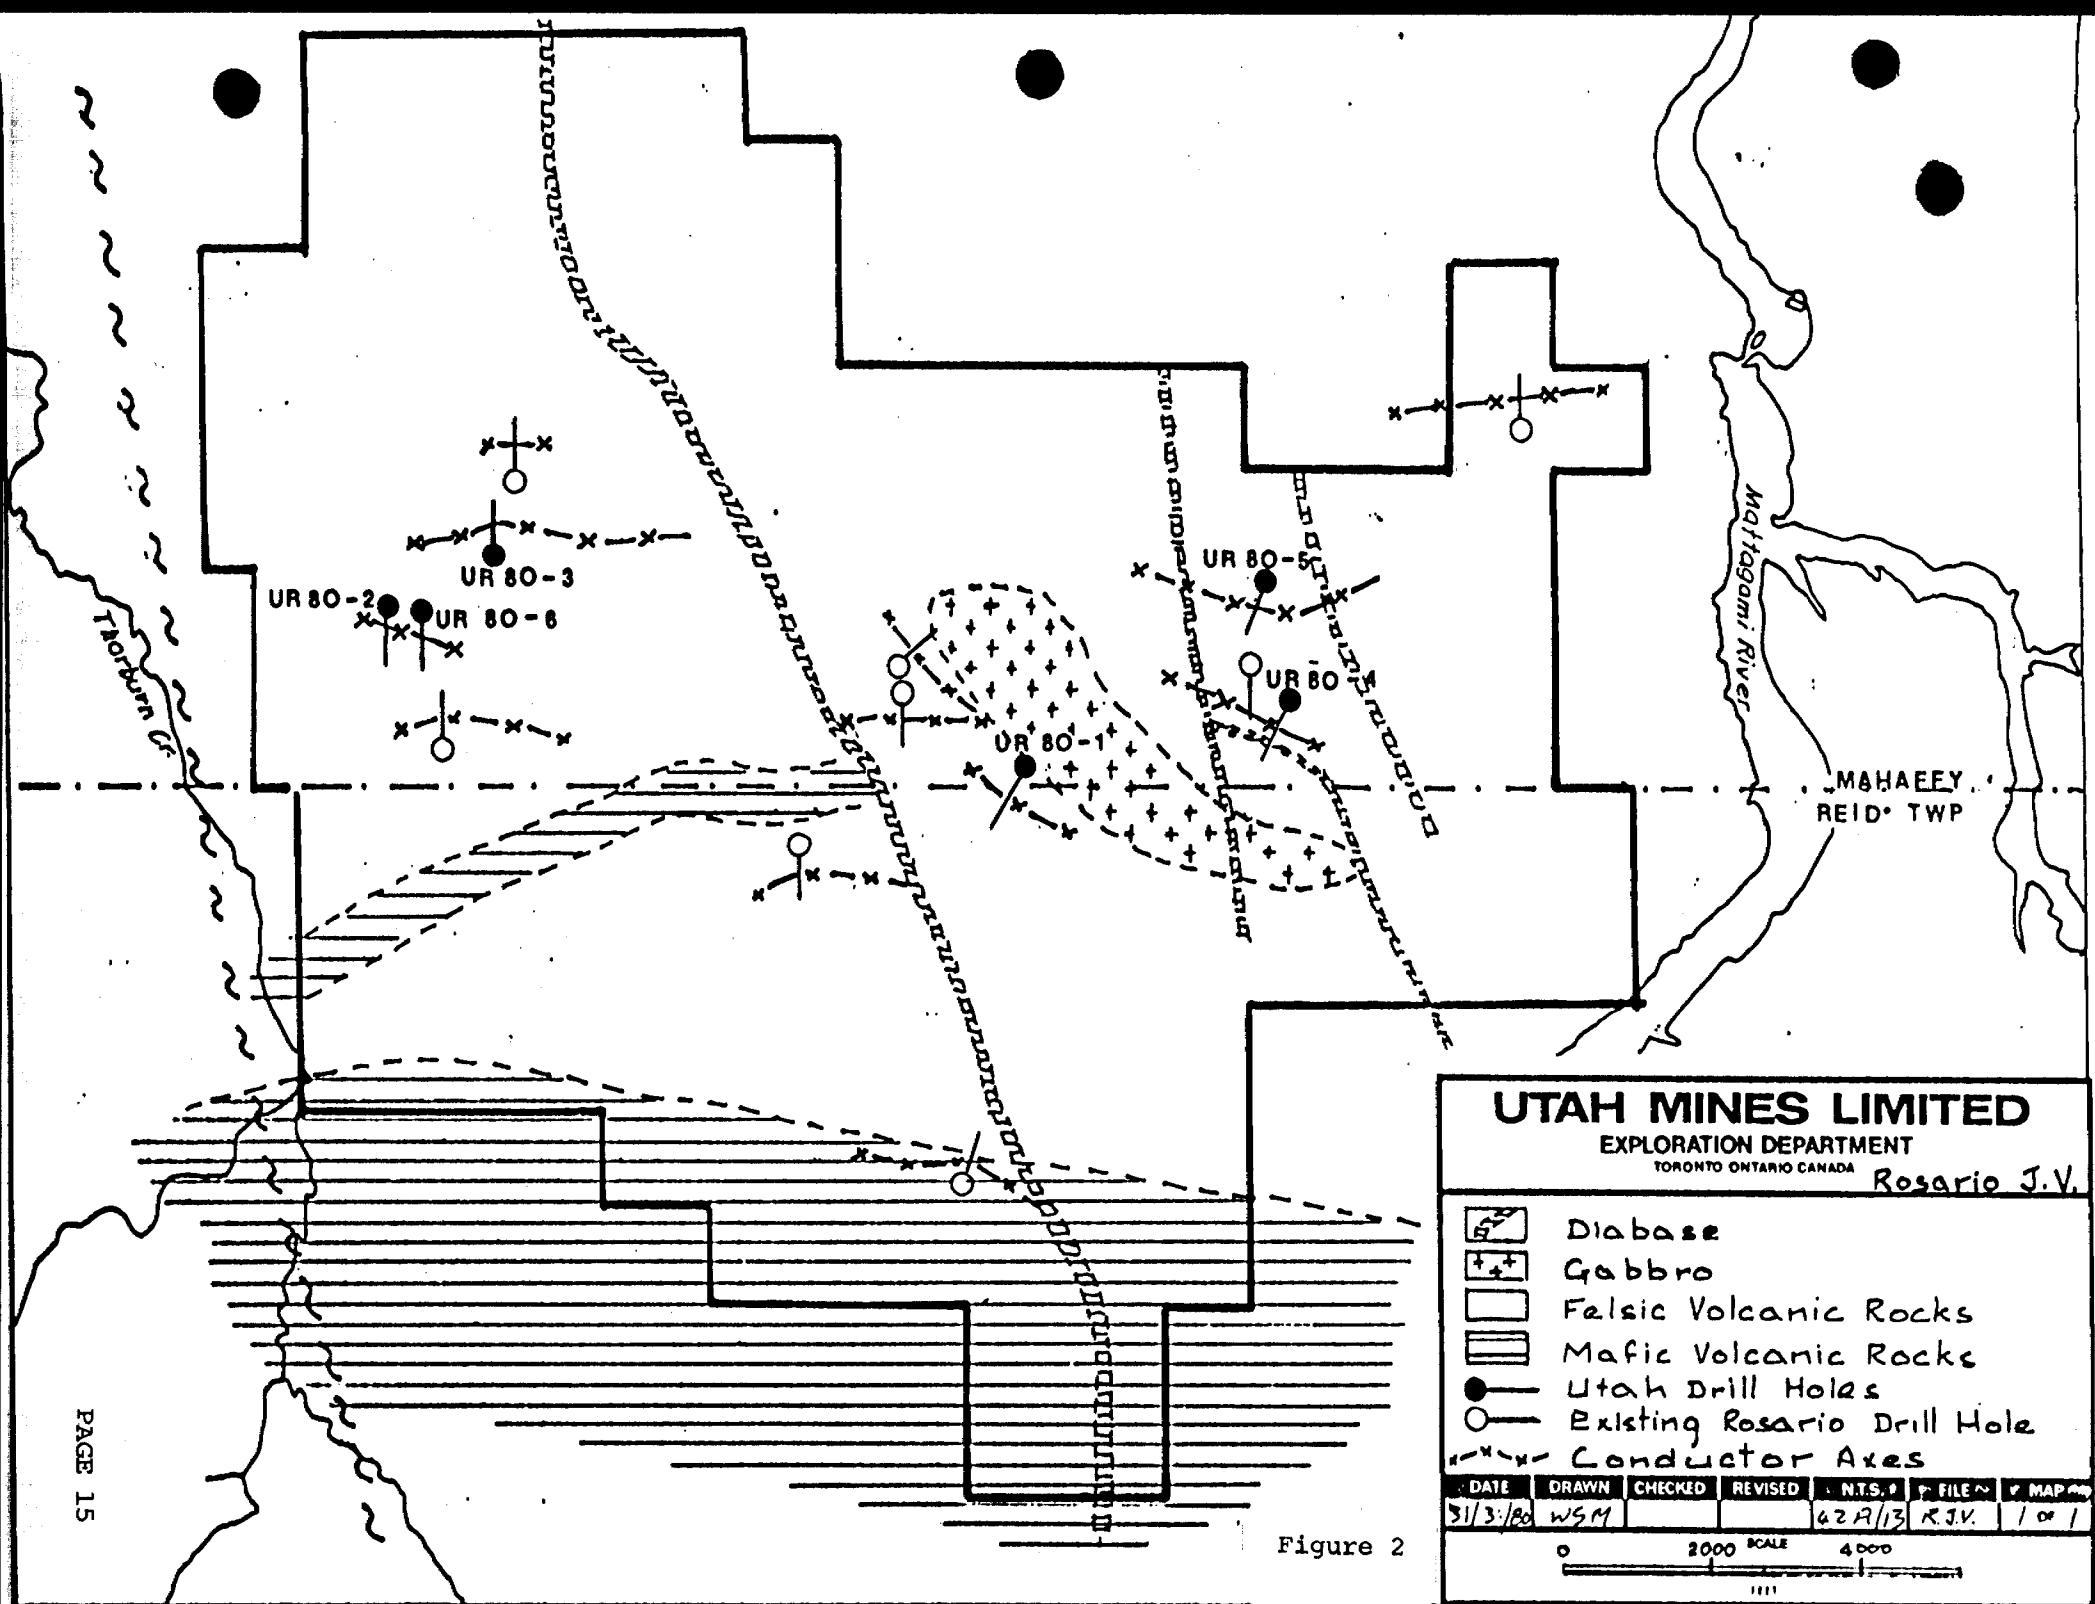 UR 80-3
UR 80-2
UR 80-6
UR 80-5
UR 80-4
UR 80-1
Thorburn Cr.
Mattagami River
MAHAFFY
REID TWP
UTAH MINES LIMITED
EXPLORATION DEPARTMENT
TORONTO ONTARIO CANADA
Rosario J.V.
Diabase
Gabbro
Felsic Volcanic Rocks
Mafic Volcanic Rocks
Utah Drill Holes
Existing Rosario Drill Hole
Conductor Axes
DATE DRAWN CHECKED REVISED N.T.S. FILE MAP
31/3/80 WSM 42 A/13 R.J.V. 1 OF 1
SCALE
0 2000 4000
Figure 2
PAGE 15